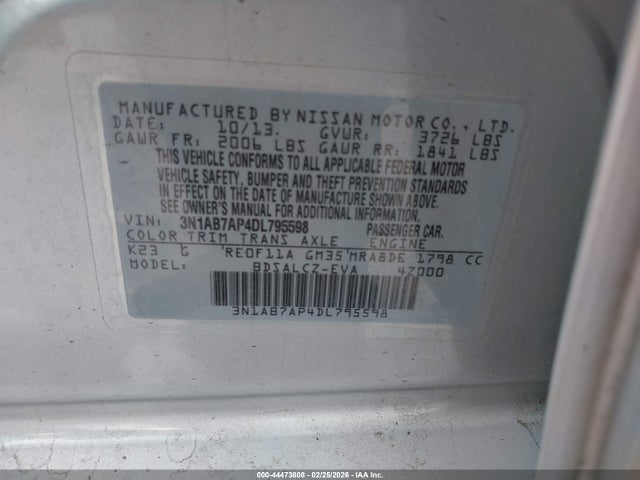 MANUFACTURED BY NISSAN MOTOR CO., LTD.
DATE: 10/13. GVWR: 3726 LBS
GAWR FR: 2006 LBS GAWR RR: 1841 LBS
THIS VEHICLE CONFORMS TO ALL APPLICABLE FEDERAL MOTOR
VEHICLE SAFETY, BUMPER AND THEFT PREVENTION STANDARDS
IN EFFECT ON THE DATE OF MANUFACTURE SHOWN ABOVE.
SEE OWNER'S MANUAL FOR ADDITIONAL INFORMATION.
VIN: 3N1AB7AP4DL795598 PASSENGER CAR.
COLOR TRIM TRANS AXLE ENGINE
K23 G RE0F11A GM35 MRA8DE 1798 CC
MODEL: BDSALCZ-EVA 4Z000
3N1AB7AP4DL795598
000-44473808 - 02/25/2026 - IAA Inc.